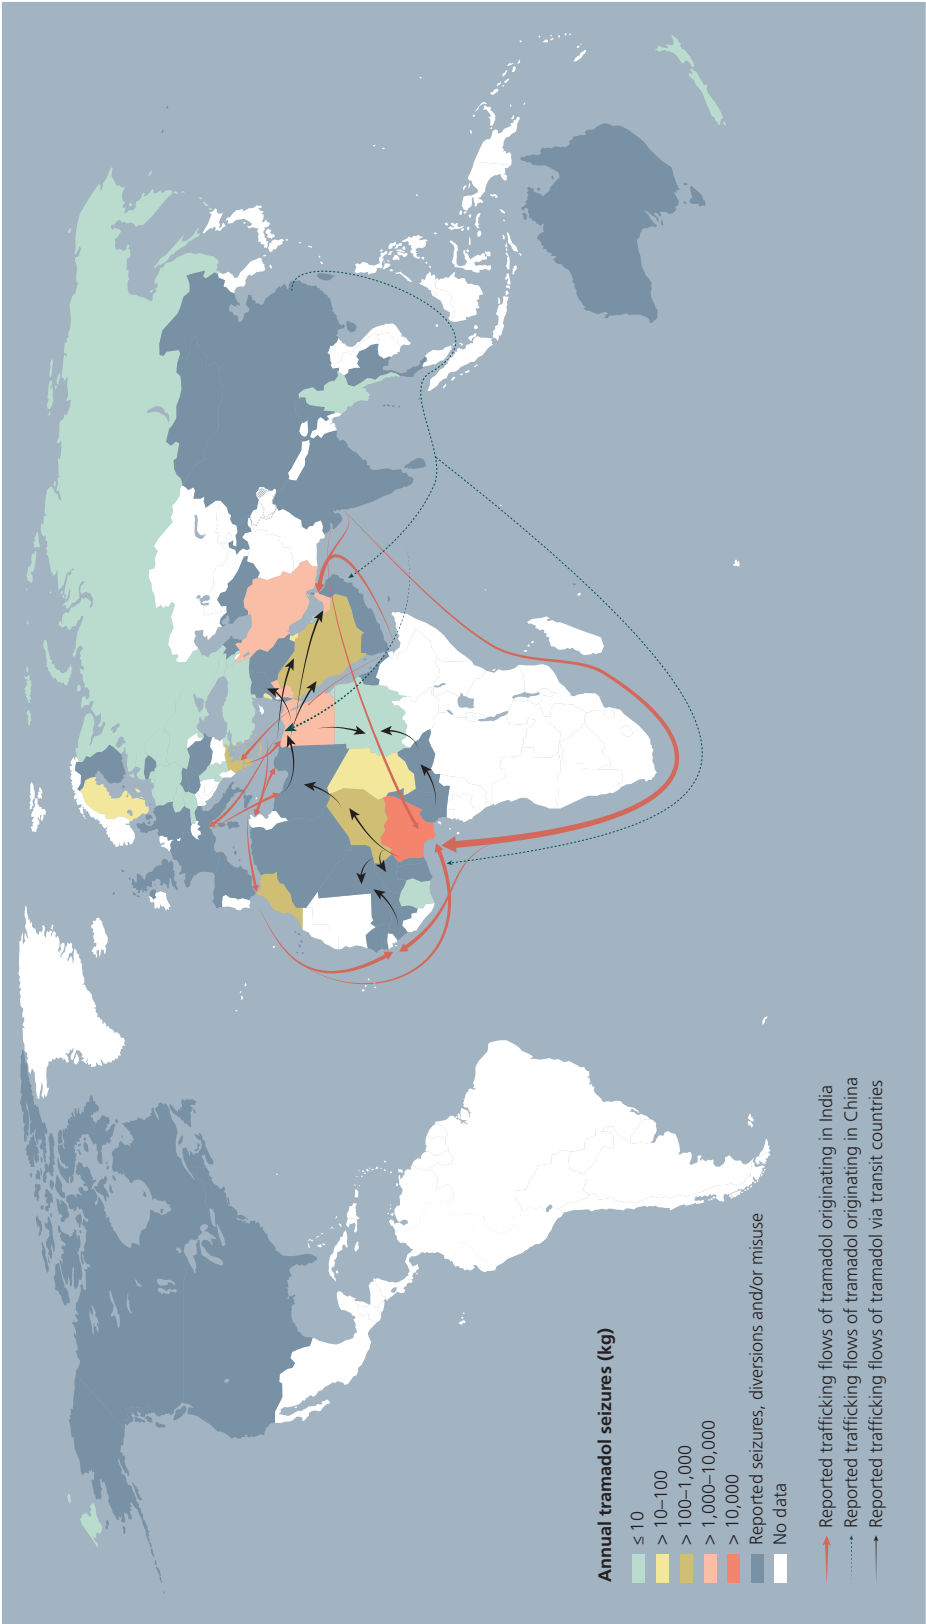 Annual tramadol seizures (kg)
≤ 10
> 10–100
> 100–1,000
> 1,000–10,000
> 10,000
Reported seizures, diversions and/or misuse
No data
Reported trafficking flows of tramadol originating in India
Reported trafficking flows of tramadol originating in China
Reported trafficking flows of tramadol via transit countries